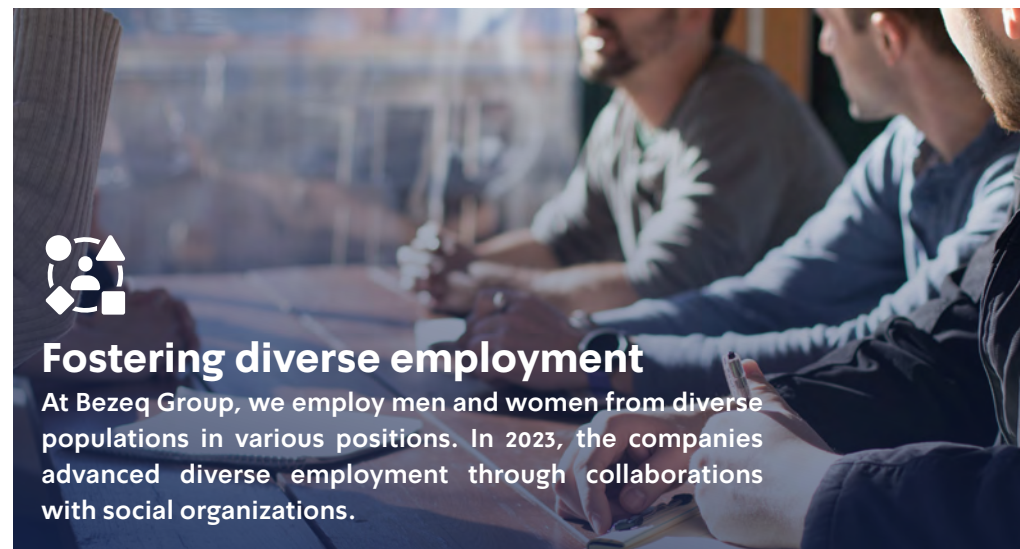 Fostering diverse employment
At Bezeq Group, we employ men and women from diverse
populations in various positions. In 2023, the companies
advanced diverse employment through collaborations
with social organizations.